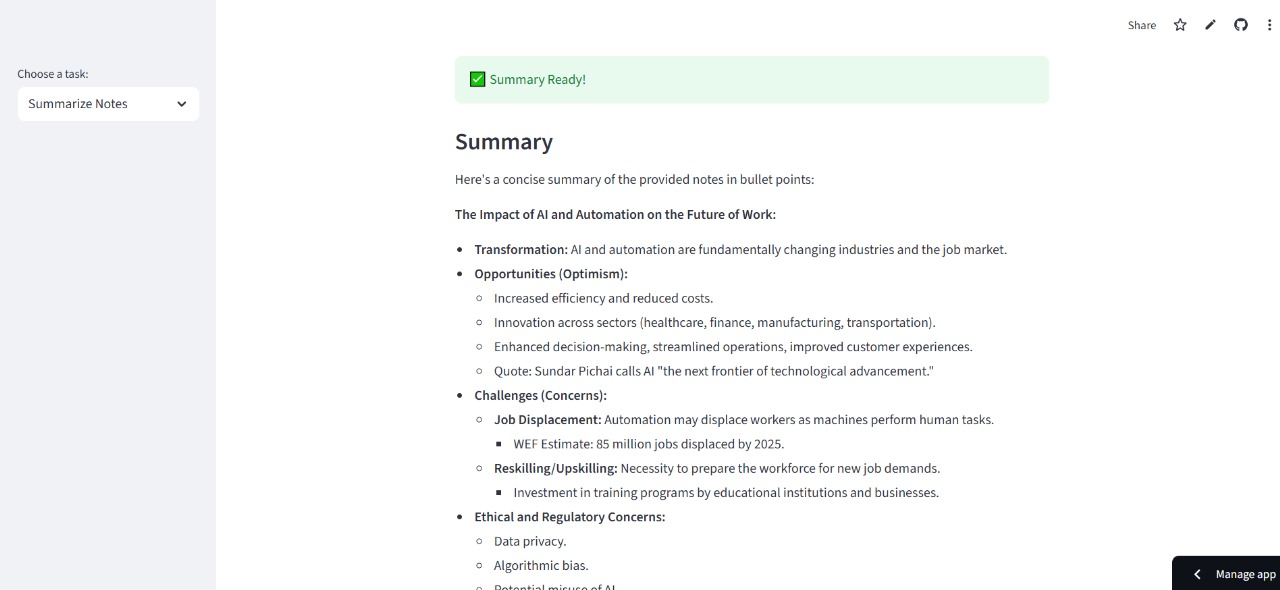 Share
Choose a task:
Summarize Notes
✅ Summary Ready!
Summary
Here's a concise summary of the provided notes in bullet points:
The Impact of AI and Automation on the Future of Work:
Transformation: AI and automation are fundamentally changing industries and the job market.
Opportunities (Optimism):
Increased efficiency and reduced costs.
Innovation across sectors (healthcare, finance, manufacturing, transportation).
Enhanced decision-making, streamlined operations, improved customer experiences.
Quote: Sundar Pichai calls AI "the next frontier of technological advancement."
Challenges (Concerns):
Job Displacement: Automation may displace workers as machines perform human tasks.
WEF Estimate: 85 million jobs displaced by 2025.
Reskilling/Upskilling: Necessity to prepare the workforce for new job demands.
Investment in training programs by educational institutions and businesses.
Ethical and Regulatory Concerns:
Data privacy.
Algorithmic bias.
Potential misuse of AI
Manage app